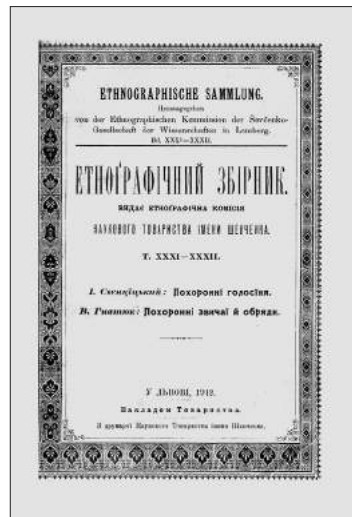 ETHNOGRAPHISCHE SAMMLUNG.
Herausgegeben
von der Ethnographischen Kommission der Ševčenko-
Gesellschaft der Wissenschaften in Lemberg.
Bd. XXXI—XXXII.
ЕТНОҐРАФІЧНИЙ ЗБІРНИК.
ВИДАЄ ЕТНОҐРАФІЧНА КОМІСІЯ
НАУКОВОГО ТОВАРИСТВА ІМЕНИ ШЕВЧЕНКА.
Т. XXXI—XXXII.
І. Свєнціцький: Похоронні голосіня.
В. Гнатюк: Похоронні звичаї й обряди.
У ЛЬВОВІ, 1912.
Накладом Товариства.
З друкарні Наукового Товариства імени Шевченка.